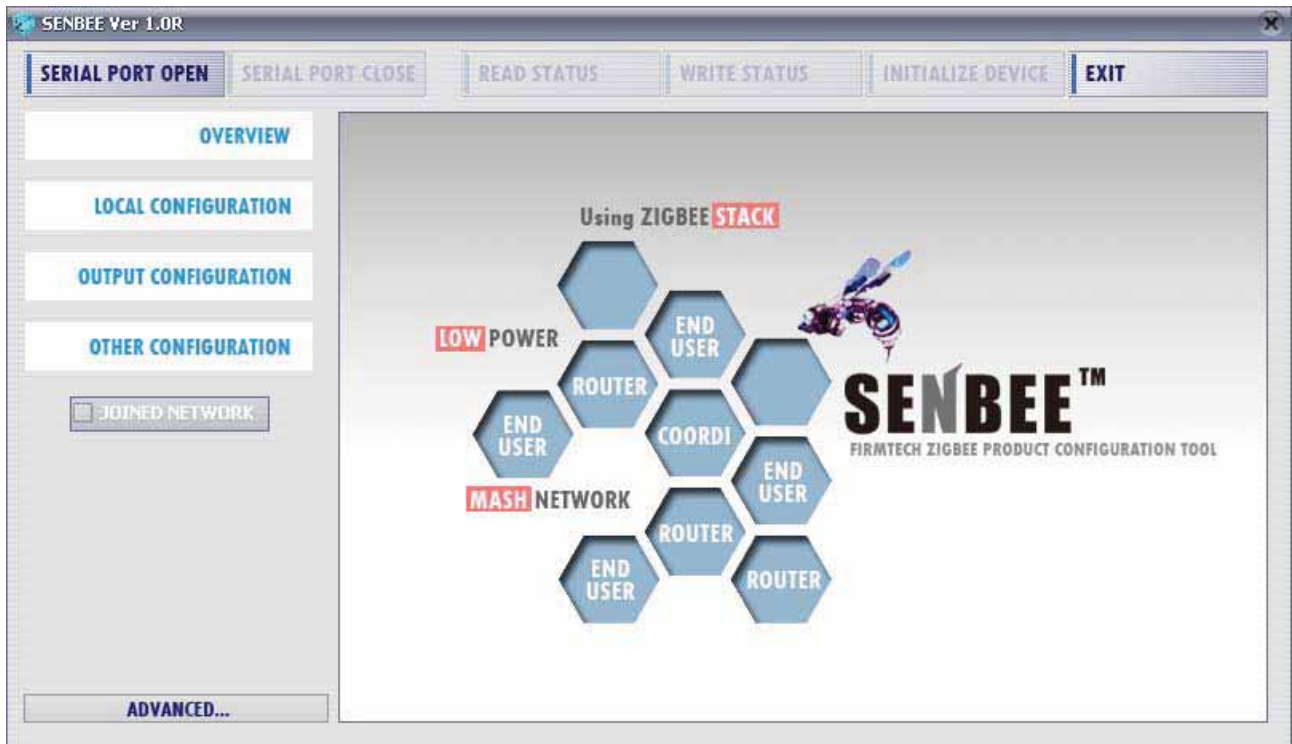 SENBEE Ver 1.0R
SERIAL PORT OPEN
SERIAL PORT CLOSE
READ STATUS
WRITE STATUS
INITIALIZE DEVICE
EXIT
OVERVIEW
LOCAL CONFIGURATION
OUTPUT CONFIGURATION
OTHER CONFIGURATION
JOINED NETWORK
ADVANCED...
Using ZIGBEE STACK
LOW POWER
END
USER
ROUTER
END
USER
COORDI
END
USER
MASH NETWORK
ROUTER
END
USER
ROUTER
SENBEE™
FIRMTECH ZIGBEE PRODUCT CONFIGURATION TOOL